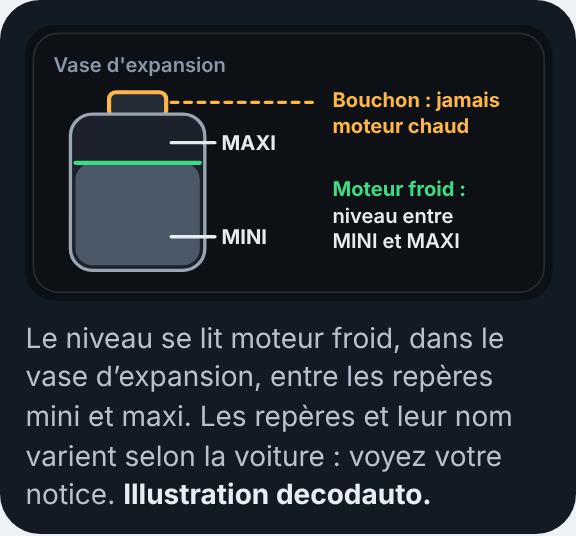 Vase d'expansion
Bouchon : jamais
moteur chaud
MAXI
Moteur froid :
niveau entre
MINI et MAXI
MINI
Le niveau se lit moteur froid, dans le
vase d’expansion, entre les repères
mini et maxi. Les repères et leur nom
varient selon la voiture : voyez votre
notice. Illustration decodauto.